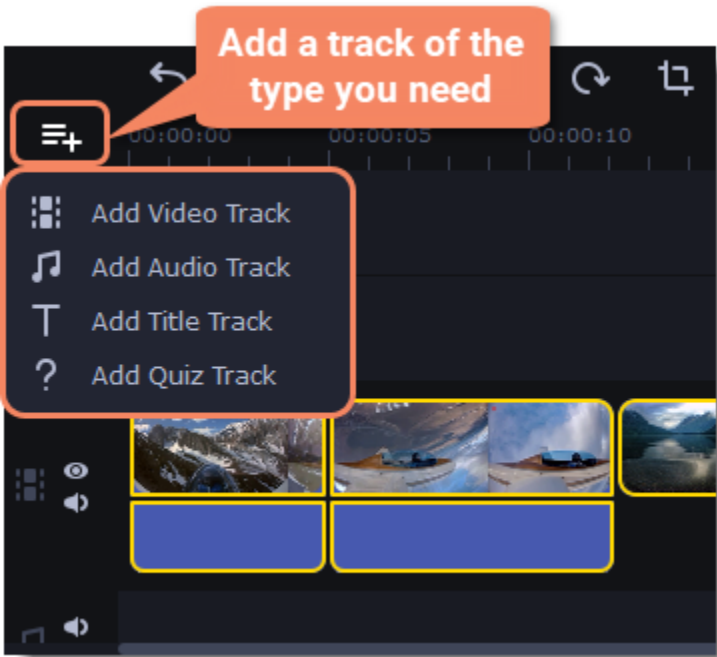 Add a track of the
type you need
00:00:00 00:00:05 00:00:10
Add Video Track
Add Audio Track
Add Title Track
Add Quiz Track